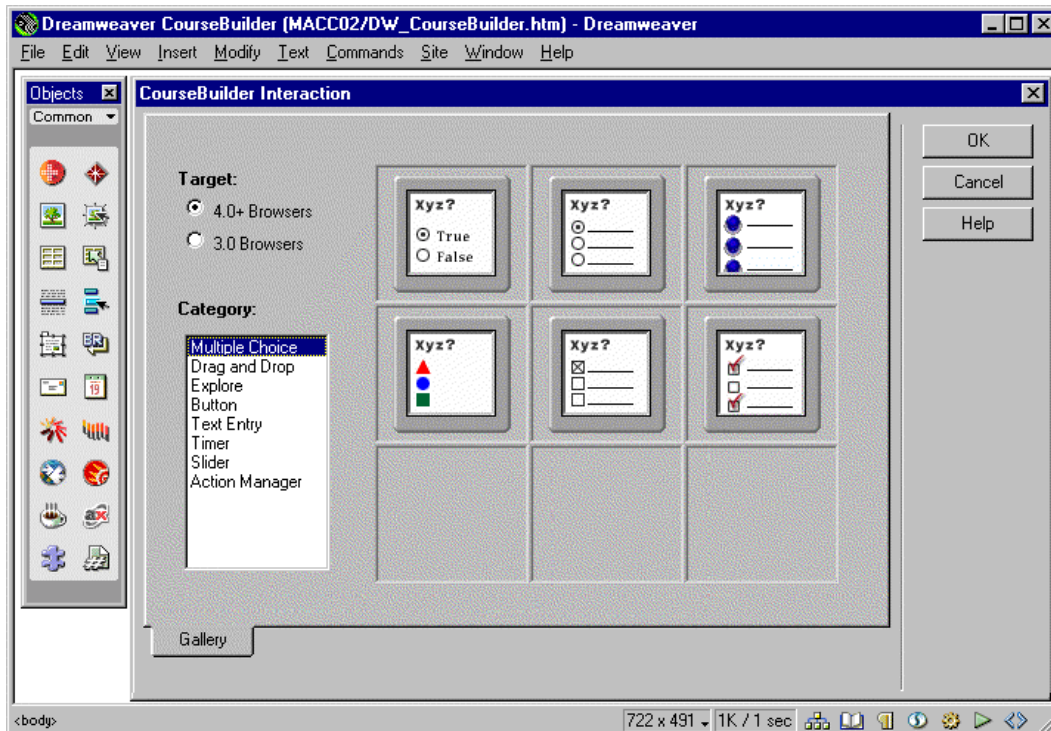 Dreamweaver CourseBuilder (MACC02/DW_CourseBuilder.htm) - Dreamweaver
File Edit View Insert Modify Text Commands Site Window Help
Objects
Common
CourseBuilder Interaction
OK
Cancel
Help
Target:
4.0+ Browsers
3.0 Browsers
Category:
Multiple Choice
Drag and Drop
Explore
Button
Text Entry
Timer
Slider
Action Manager
Xyz?
True
False
Xyz?
Xyz?
Xyz?
Xyz?
Xyz?
BR
19
ax
Gallery
<body>
722 x 491
1K / 1 sec